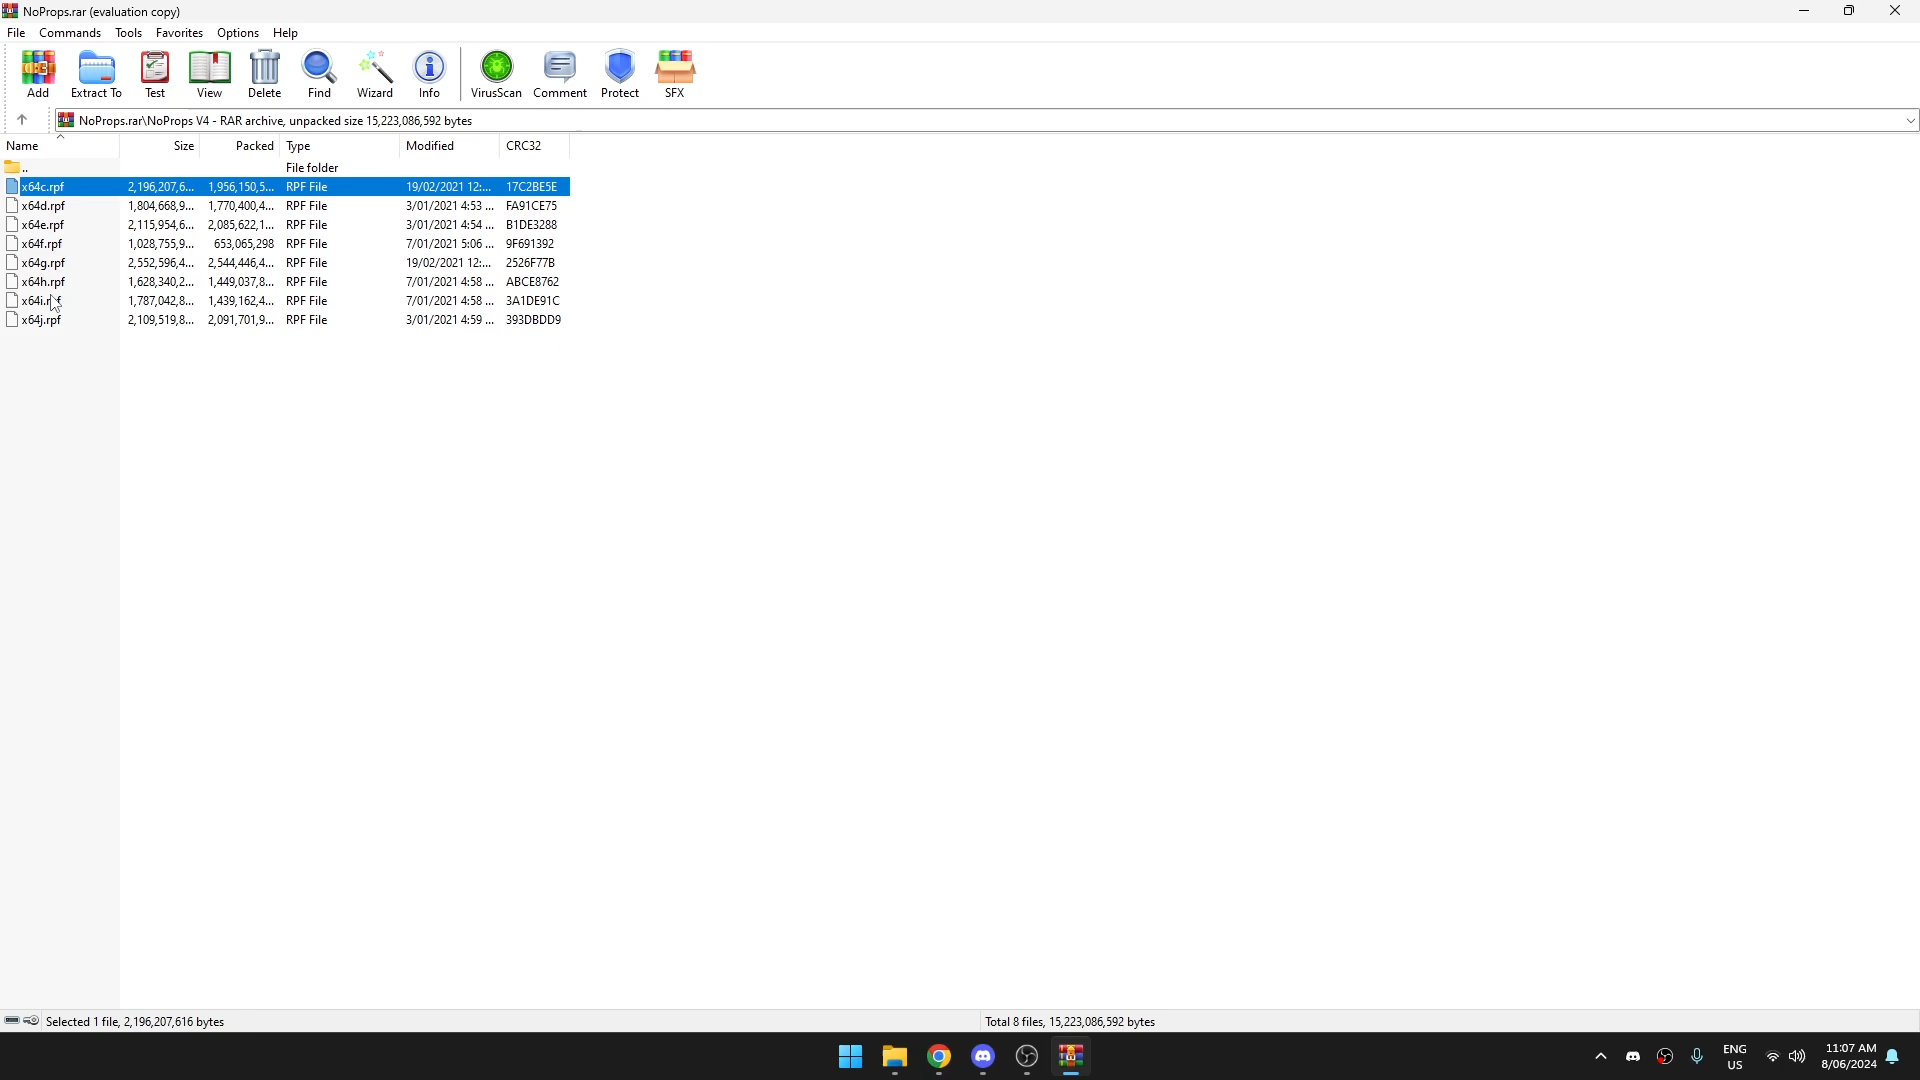 NoProps.rar (evaluation copy)
File Commands Tools Favorites Options Help
Add Extract To Test View Delete Find Wizard Info VirusScan Comment Protect SFX
NoProps.rar\NoProps V4 - RAR archive, unpacked size 15,223,086,592 bytes
Name Size Packed Type Modified CRC32
.. File folder
x64c.rpf 2,196,207,6... 1,956,150,5... RPF File 19/02/2021 12:... 17C2BE5E
x64d.rpf 1,804,668,9... 1,770,400,4... RPF File 3/01/2021 4:53 ... FA91CE75
x64e.rpf 2,115,954,6... 2,085,622,1... RPF File 3/01/2021 4:54 ... B1DE3288
x64f.rpf 1,028,755,9... 653,065,298 RPF File 7/01/2021 5:06 ... 9F691392
x64g.rpf 2,552,596,4... 2,544,446,4... RPF File 19/02/2021 12:... 2526F77B
x64h.rpf 1,628,340,2... 1,449,037,8... RPF File 7/01/2021 4:58 ... ABCE8762
x64i.rpf 1,787,042,8... 1,439,162,4... RPF File 7/01/2021 4:58 ... 3A1DE91C
x64j.rpf 2,109,519,8... 2,091,701,9... RPF File 3/01/2021 4:59 ... 393DBDD9
Selected 1 file, 2,196,207,616 bytes Total 8 files, 15,223,086,592 bytes
ENG 11:07 AM
US 8/06/2024